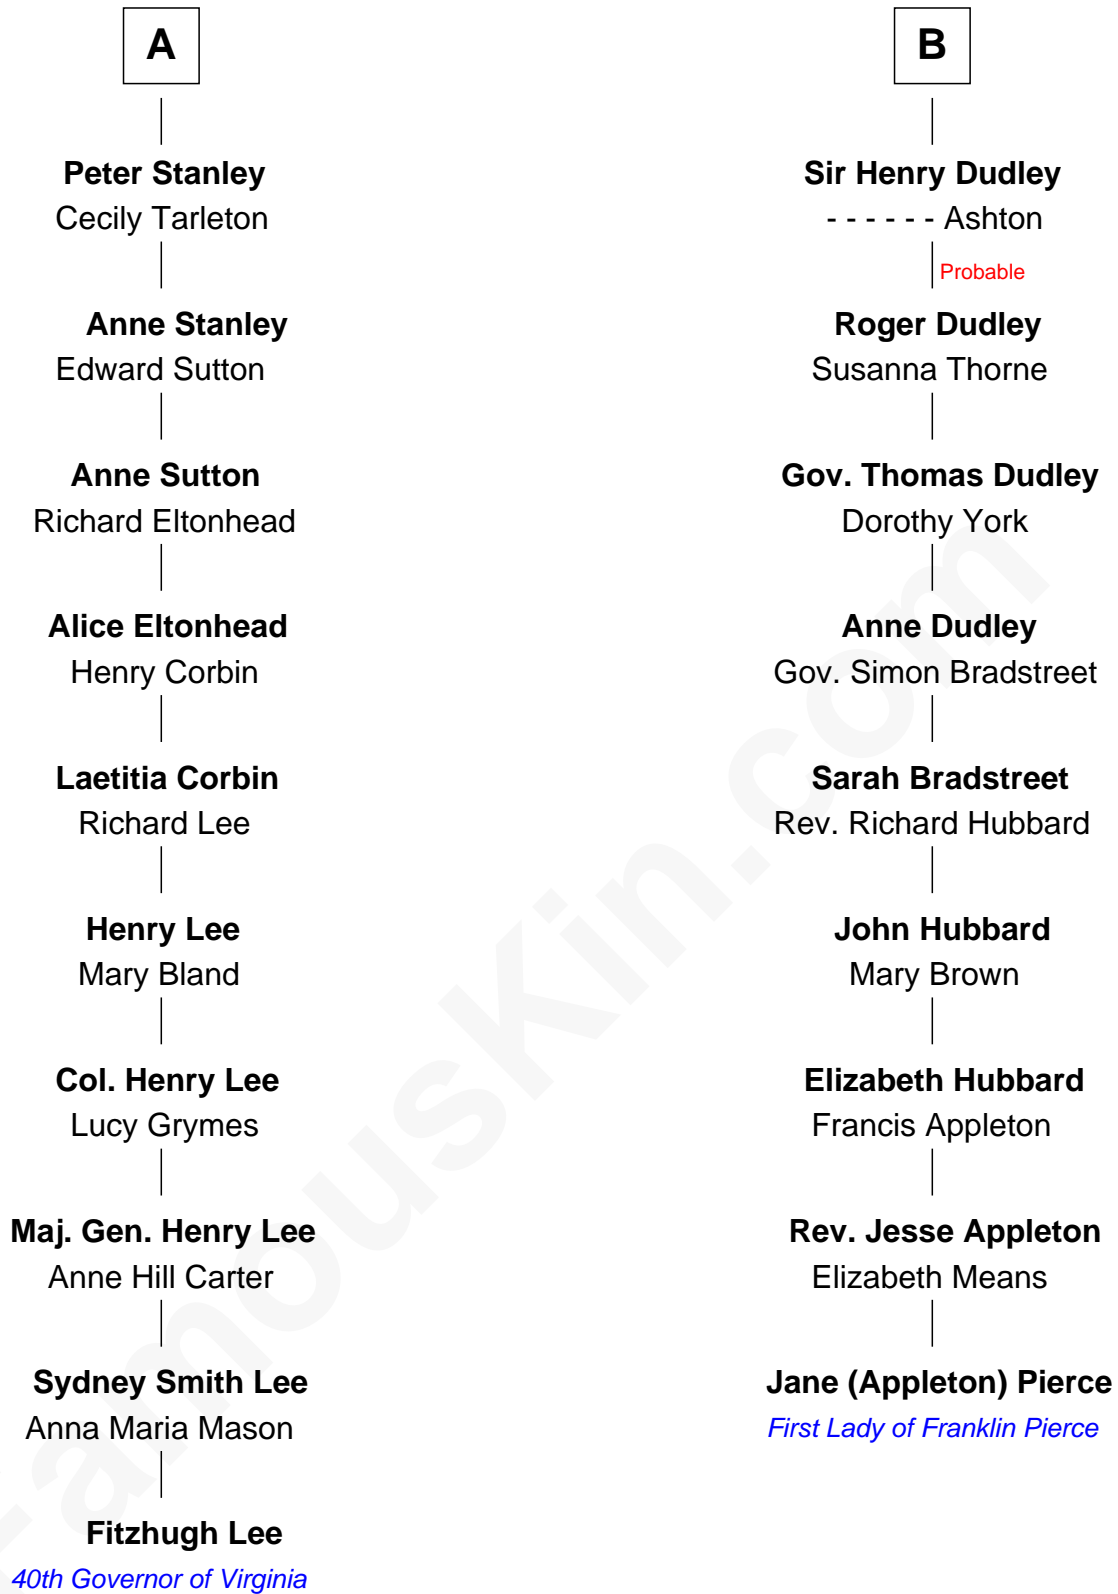 A
Peter Stanley
Cecily Tarleton
Anne Stanley
Edward Sutton
Anne Sutton
Richard Eltonhead
Alice Eltonhead
Henry Corbin
Laetitia Corbin
Richard Lee
Henry Lee
Mary Bland
Col. Henry Lee
Lucy Grymes
Maj. Gen. Henry Lee
Anne Hill Carter
Sydney Smith Lee
Anna Maria Mason
Fitzhugh Lee
40th Governor of Virginia
B
Sir Henry Dudley
- - - - - - Ashton
Probable
Roger Dudley
Susanna Thorne
Gov. Thomas Dudley
Dorothy York
Anne Dudley
Gov. Simon Bradstreet
Sarah Bradstreet
Rev. Richard Hubbard
John Hubbard
Mary Brown
Elizabeth Hubbard
Francis Appleton
Rev. Jesse Appleton
Elizabeth Means
Jane (Appleton) Pierce
First Lady of Franklin Pierce
FamousKin.com